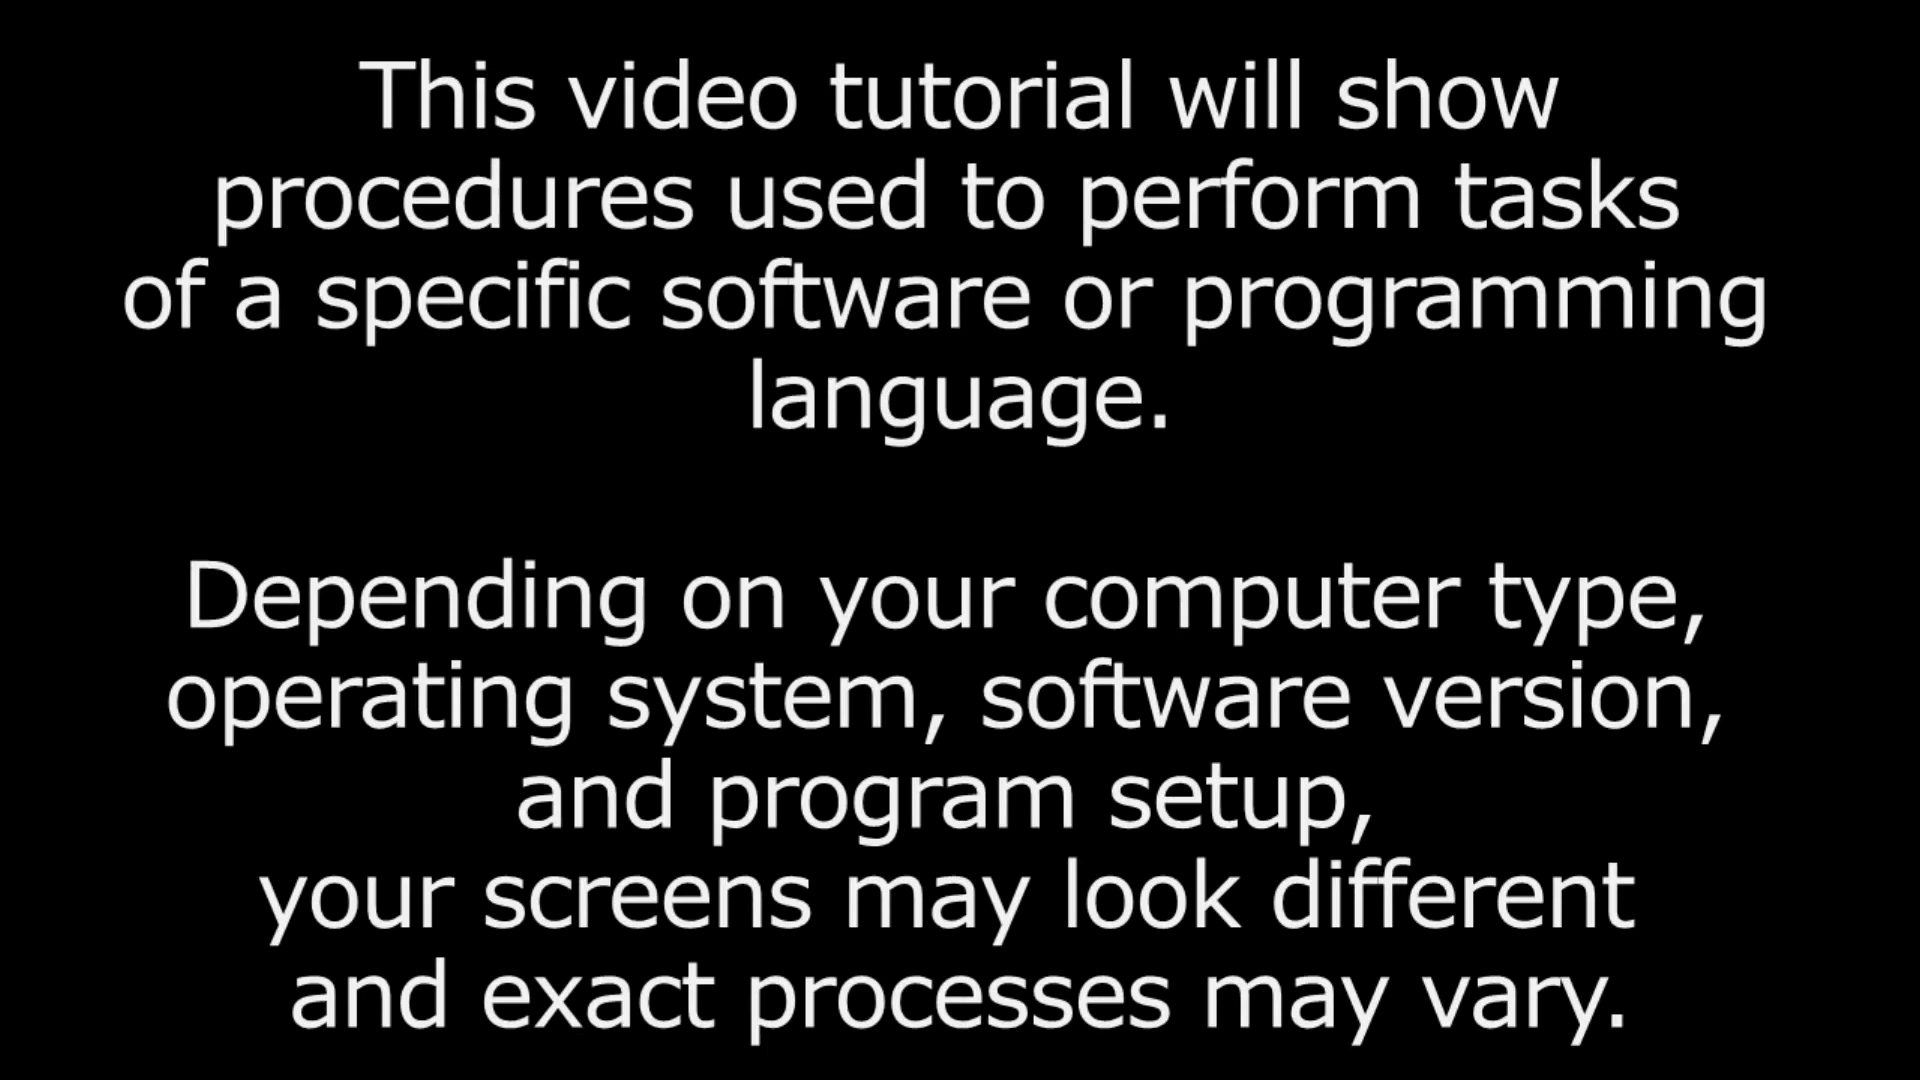 This video tutorial will show
procedures used to perform tasks
of a specific software or programming
language.
Depending on your computer type,
operating system, software version,
and program setup,
your screens may look different
and exact processes may vary.